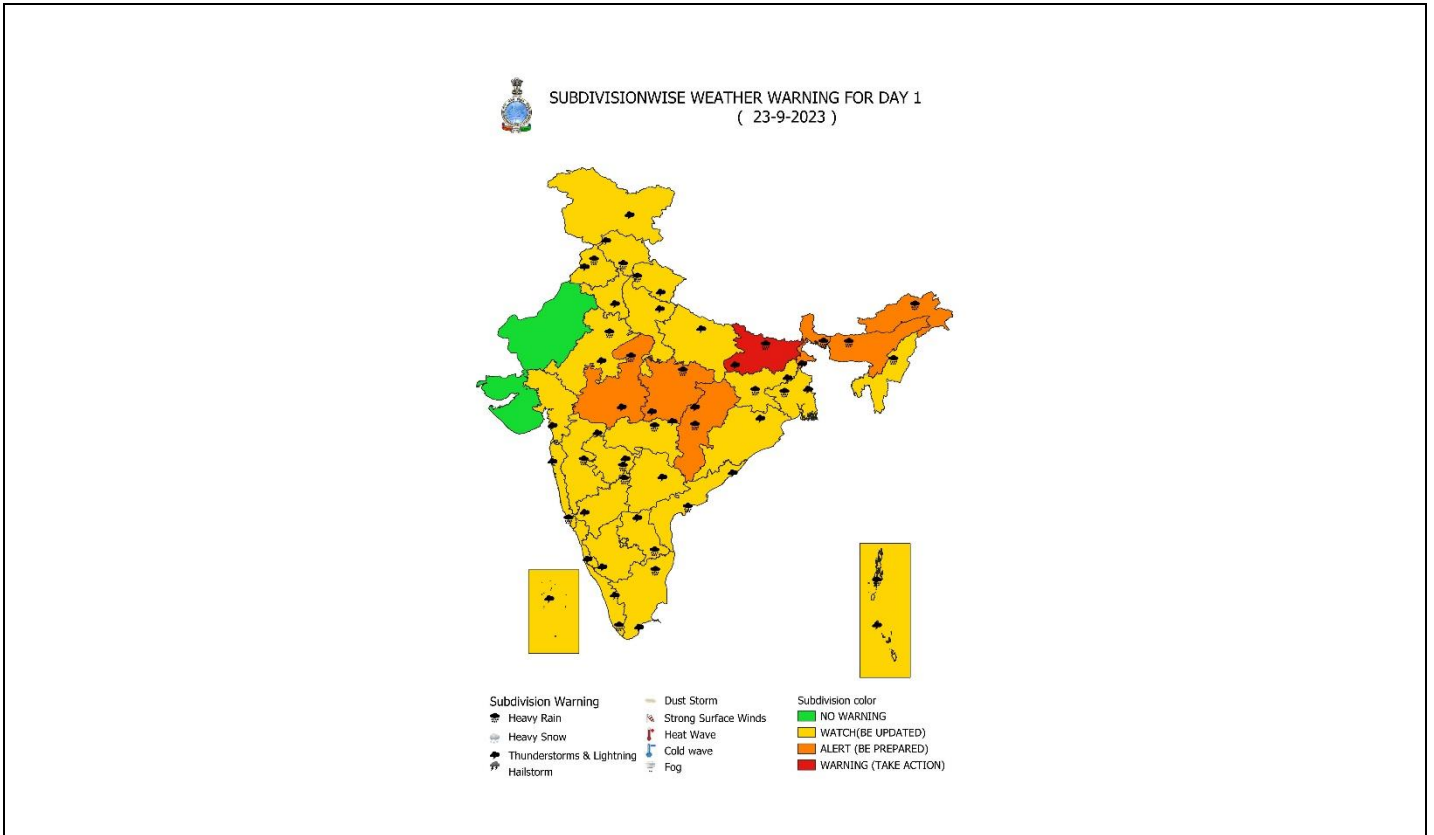 SUBDIVISIONWISE WEATHER WARNING FOR DAY 1
( 23-9-2023 )
Subdivision Warning
Heavy Rain
Heavy Snow
Thunderstorms & Lightning
Hailstorm
Dust Storm
Strong Surface Winds
Heat Wave
Cold wave
Fog
Subdivision color
NO WARNING
WATCH(BE UPDATED)
ALERT (BE PREPARED)
WARNING (TAKE ACTION)